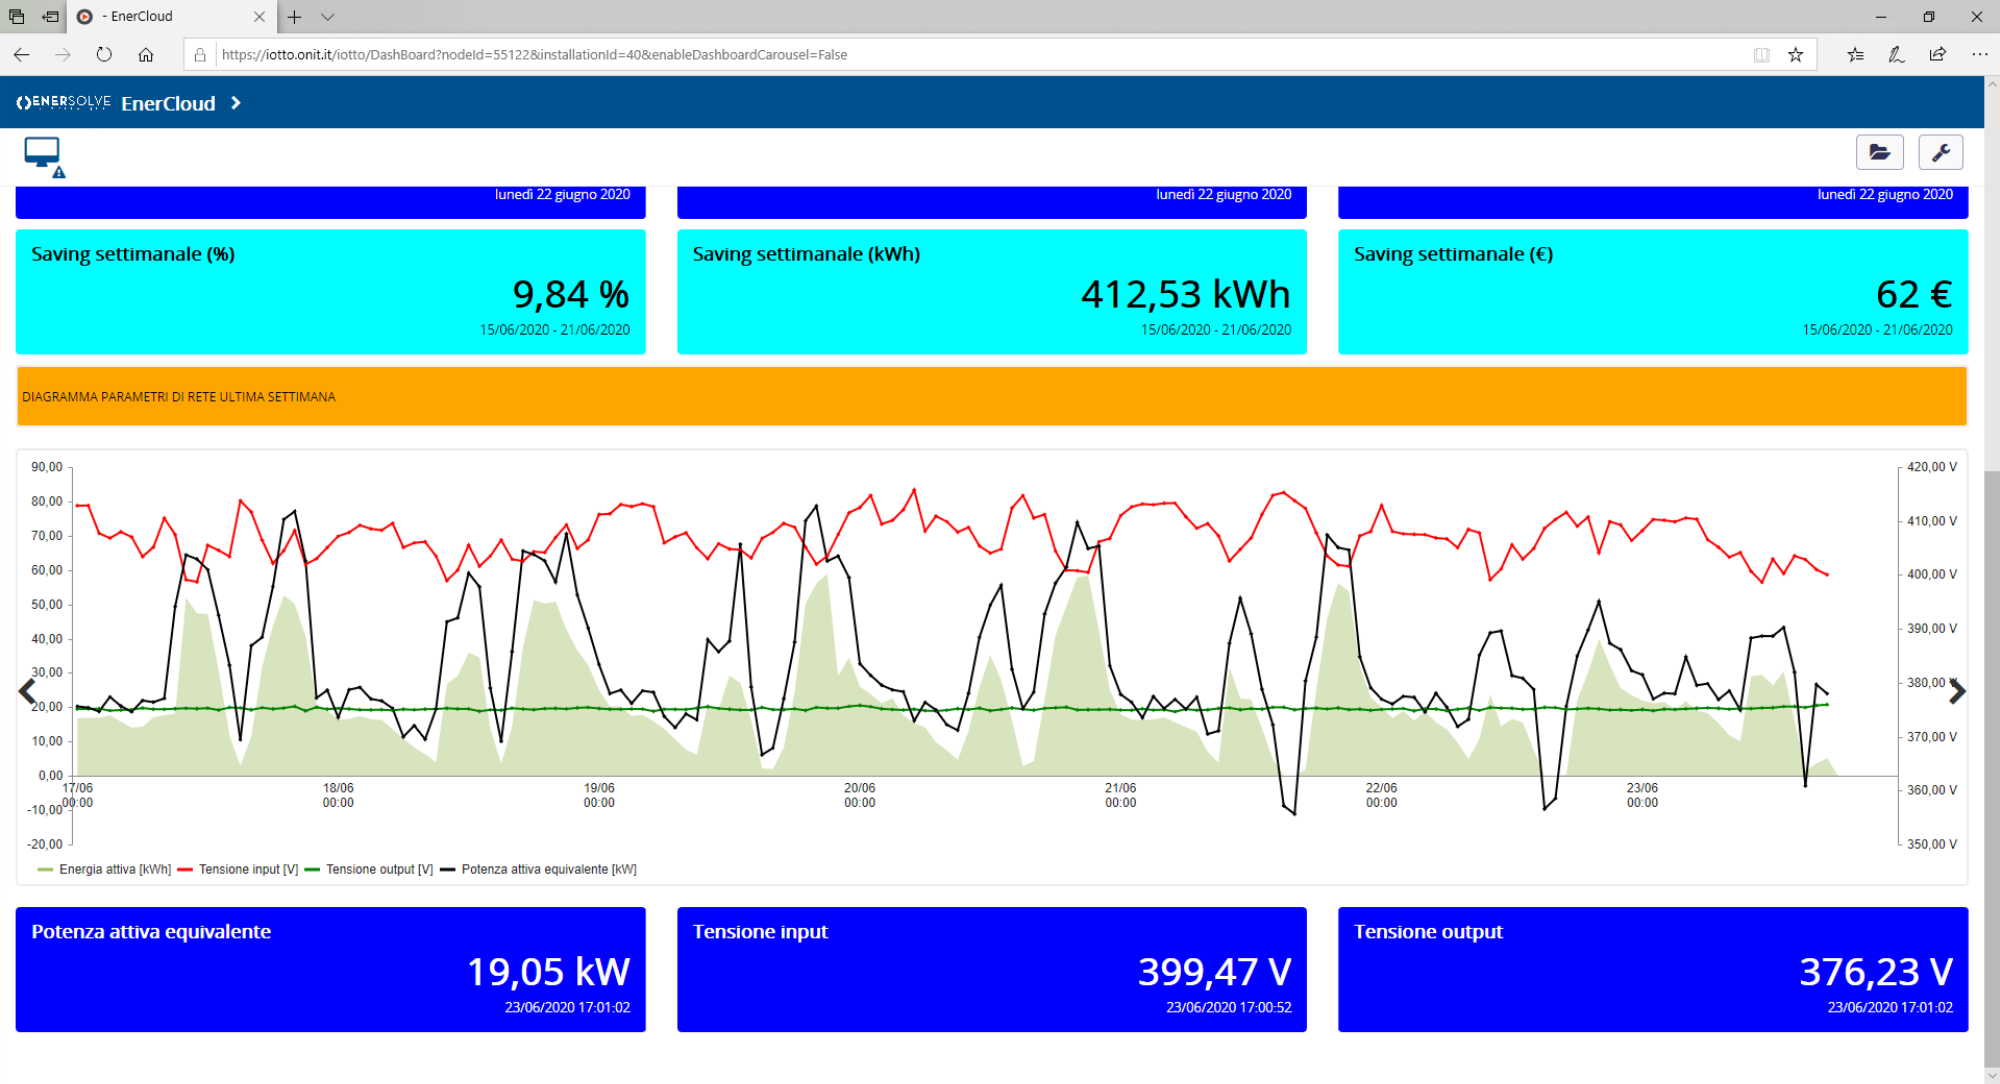 - EnerCloud
https://iotto.onit.it/iotto/DashBoard?nodeId=55122&installationId=40&enableDashboardCarousel=False
ENERSOLVE EnerCloud
lunedì 22 giugno 2020
lunedì 22 giugno 2020
lunedì 22 giugno 2020
Saving settimanale (%)
9,84 %
15/06/2020 - 21/06/2020
Saving settimanale (kWh)
412,53 kWh
15/06/2020 - 21/06/2020
Saving settimanale (€)
62 €
15/06/2020 - 21/06/2020
DIAGRAMMA PARAMETRI DI RETE ULTIMA SETTIMANA
90,00
80,00
70,00
60,00
50,00
40,00
30,00
20,00
10,00
0,00
-10,00
-20,00
420,00 V
410,00 V
400,00 V
390,00 V
380,00 V
370,00 V
360,00 V
350,00 V
17/06
00:00
18/06
00:00
19/06
00:00
20/06
00:00
21/06
00:00
22/06
00:00
23/06
00:00
Energia attiva [kWh] Tensione input [V] Tensione output [V] Potenza attiva equivalente [kW]
Potenza attiva equivalente
19,05 kW
23/06/2020 17:01:02
Tensione input
399,47 V
23/06/2020 17:00:52
Tensione output
376,23 V
23/06/2020 17:01:02